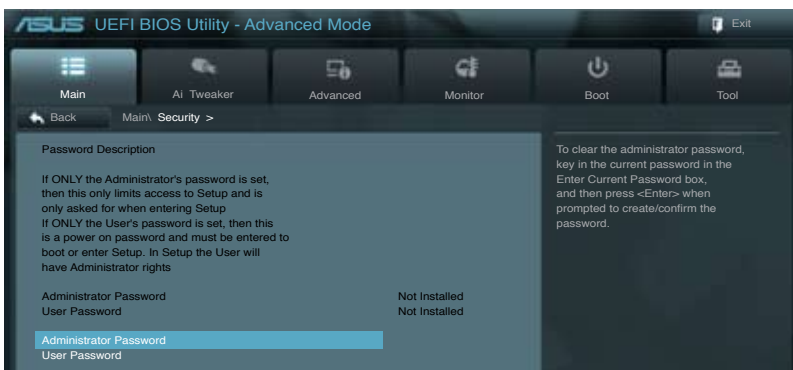 ASUS UEFI BIOS Utility - Advanced Mode
Exit
Main
Ai Tweaker
Advanced
Monitor
Boot
Tool
Back
Main\ Security >
Password Description
If ONLY the Administrator's password is set,
then this only limits access to Setup and is
only asked for when entering Setup
If ONLY the User's password is set, then this
is a power on password and must be entered to
boot or enter Setup. In Setup the User will
have Administrator rights
Administrator Password Not Installed
User Password Not Installed
Administrator Password
User Password
To clear the administrator password,
key in the current password in the
Enter Current Password box,
and then press <Enter> when
prompted to create/confirm the
password.